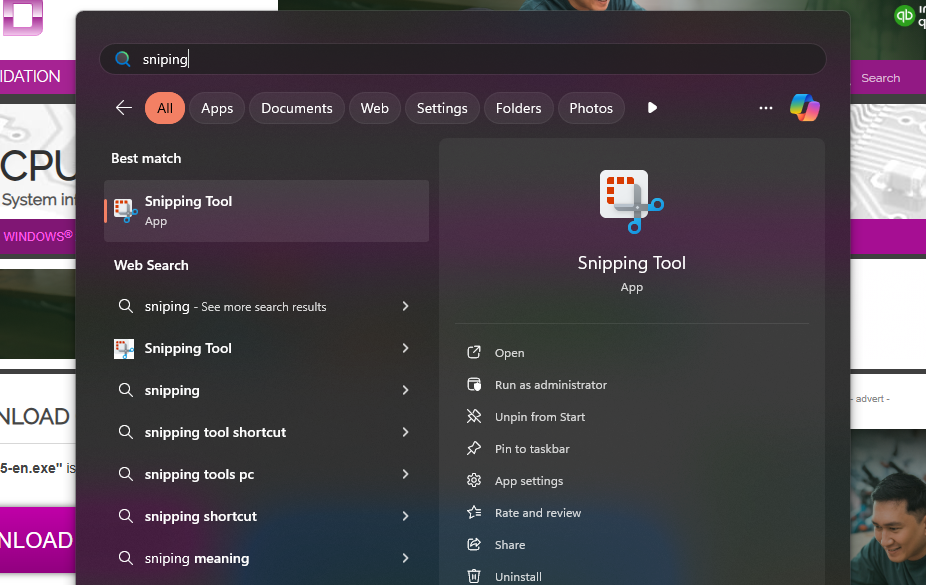 sniping
IDATION
Search
All
Apps
Documents
Web
Settings
Folders
Photos
Best match
CPU
Snipping Tool
App
System in
WINDOWS®
Snipping Tool
App
Web Search
sniping - See more search results
Snipping Tool
snipping
snipping tool shortcut
snipping tools pc
snipping shortcut
sniping meaning
Open
Run as administrator
Unpin from Start
Pin to taskbar
App settings
Rate and review
Share
Uninstall
- advert -
NLOAD
5-en.exe" is
NLOAD
qb